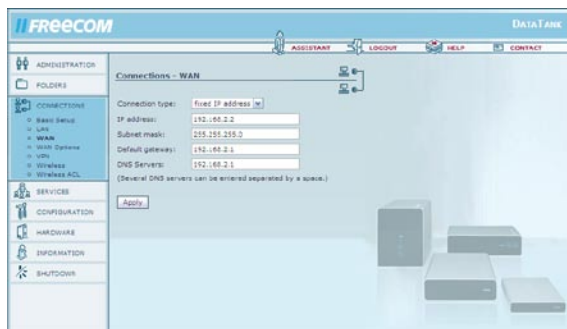 FREECOM
DATATANK
ASSISTANT LOGOUT HELP CONTACT
ADMINISTRATION
FOLDERS
CONNECTIONS
Basic Setup
LAN
WAN
WAN Options
VPN
Wireless
Wireless ACL
SERVICES
CONFIGURATION
HARDWARE
INFORMATION
SHUTDOWN
Connections - WAN
Connection type: fixed IP address
IP address: 192.168.2.2
Subnet mask: 255.255.255.0
Default gateway: 192.168.2.1
DNS Servers: 192.168.2.1
(Several DNS servers can be entered separated by a space.)
Apply